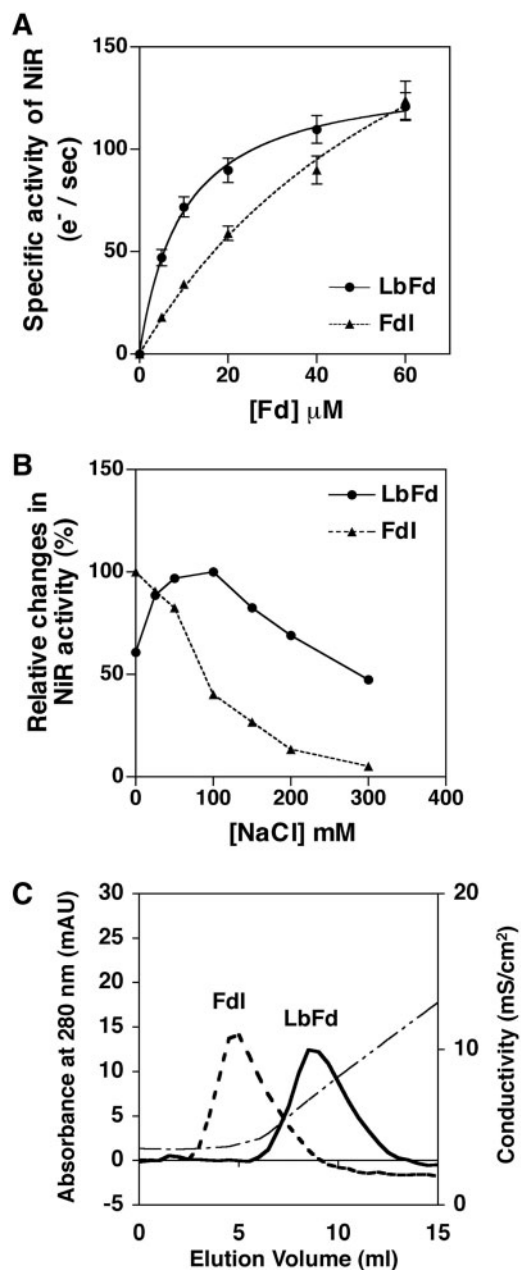 A
Specific activity of NiR
(e⁻ / sec)
150
100
50
0
LbFd
FdI
0
20
40
60
[Fd] μM
B
Relative changes in
NiR activity (%)
150
100
50
0
LbFd
FdI
0
100
200
300
400
[NaCl] mM
C
Absorbance at 280 nm (mAU)
30
25
20
15
10
5
0
-5
FdI
LbFd
20
10
0
Conductivity (mS/cm²)
0
5
10
15
Elution Volume (ml)